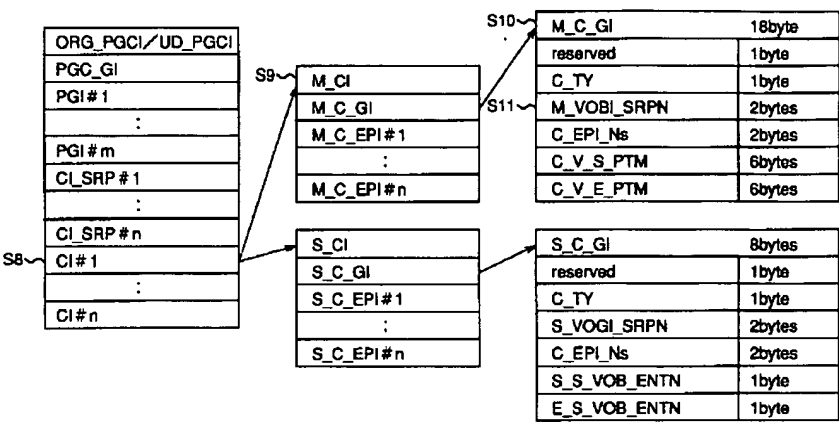 ORG_PGCI/UD_PGCI
PGC_GI
PGI#1
:
PGI#m
CI_SRP#1
:
CI_SRP#n
S8 CI#1
:
CI#n
S9 M_CI
M_C_GI
M_C_EPI#1
:
M_C_EPI#n
S_CI
S_C_GI
S_C_EPI#1
:
S_C_EPI#n
S10 M_C_GI 18byte
reserved 1byte
C_TY 1byte
S11 M_VOBI_SRPN 2bytes
C_EPI_Ns 2bytes
C_V_S_PTM 6bytes
C_V_E_PTM 6bytes
S_C_GI 8bytes
reserved 1byte
C_TY 1byte
S_VOGI_SRPN 2bytes
C_EPI_Ns 2bytes
S_S_VOB_ENTN 1byte
E_S_VOB_ENTN 1byte